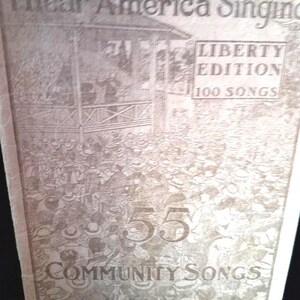 I Hear America Singing
LIBERTY
EDITION
100 SONGS
55
COMMUNITY SONGS